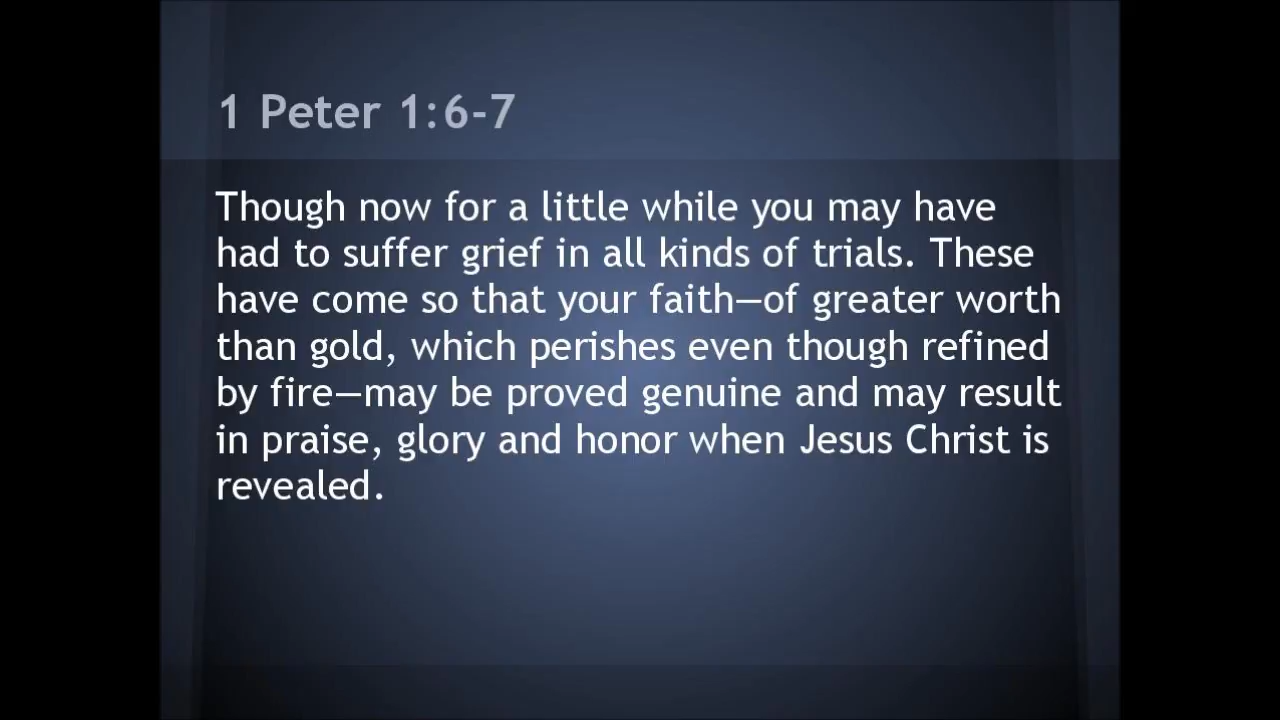 1 Peter 1:6-7
Though now for a little while you may have
had to suffer grief in all kinds of trials. These
have come so that your faith—of greater worth
than gold, which perishes even though refined
by fire—may be proved genuine and may result
in praise, glory and honor when Jesus Christ is
revealed.